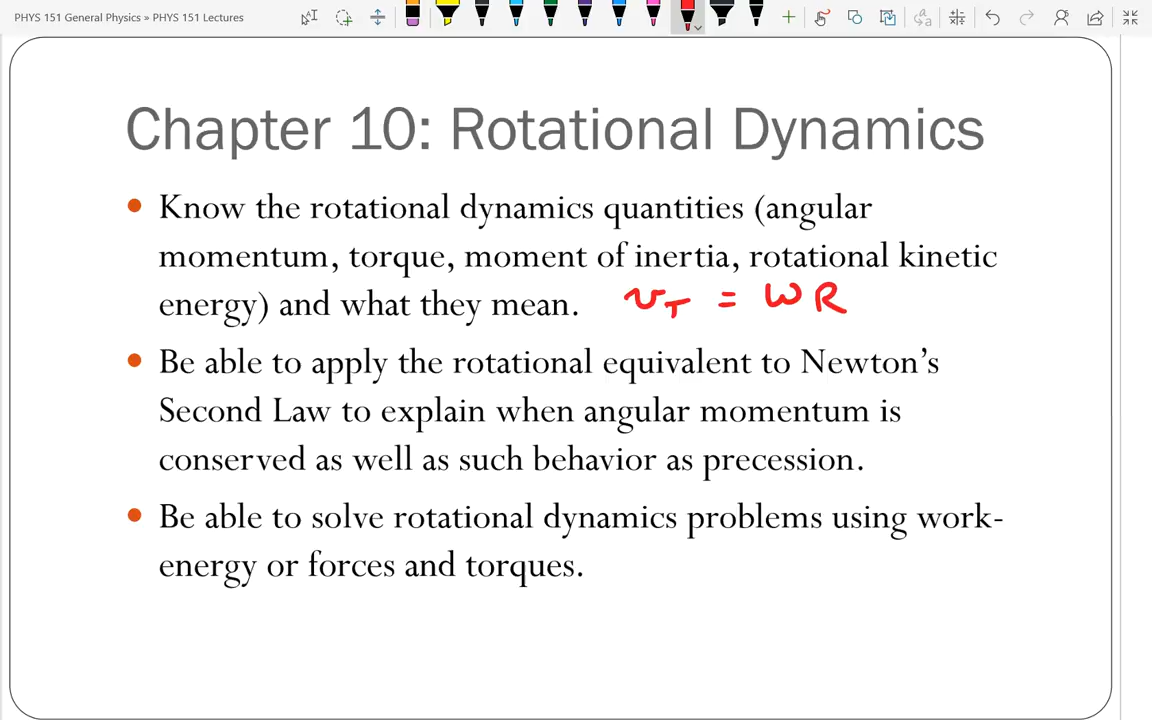 PHYS 151 General Physics » PHYS 151 Lectures
Chapter 10: Rotational Dynamics
• Know the rotational dynamics quantities (angular
momentum, torque, moment of inertia, rotational kinetic
energy) and what they mean. v_T = ωR
• Be able to apply the rotational equivalent to Newton’s
Second Law to explain when angular momentum is
conserved as well as such behavior as precession.
• Be able to solve rotational dynamics problems using work-
energy or forces and torques.